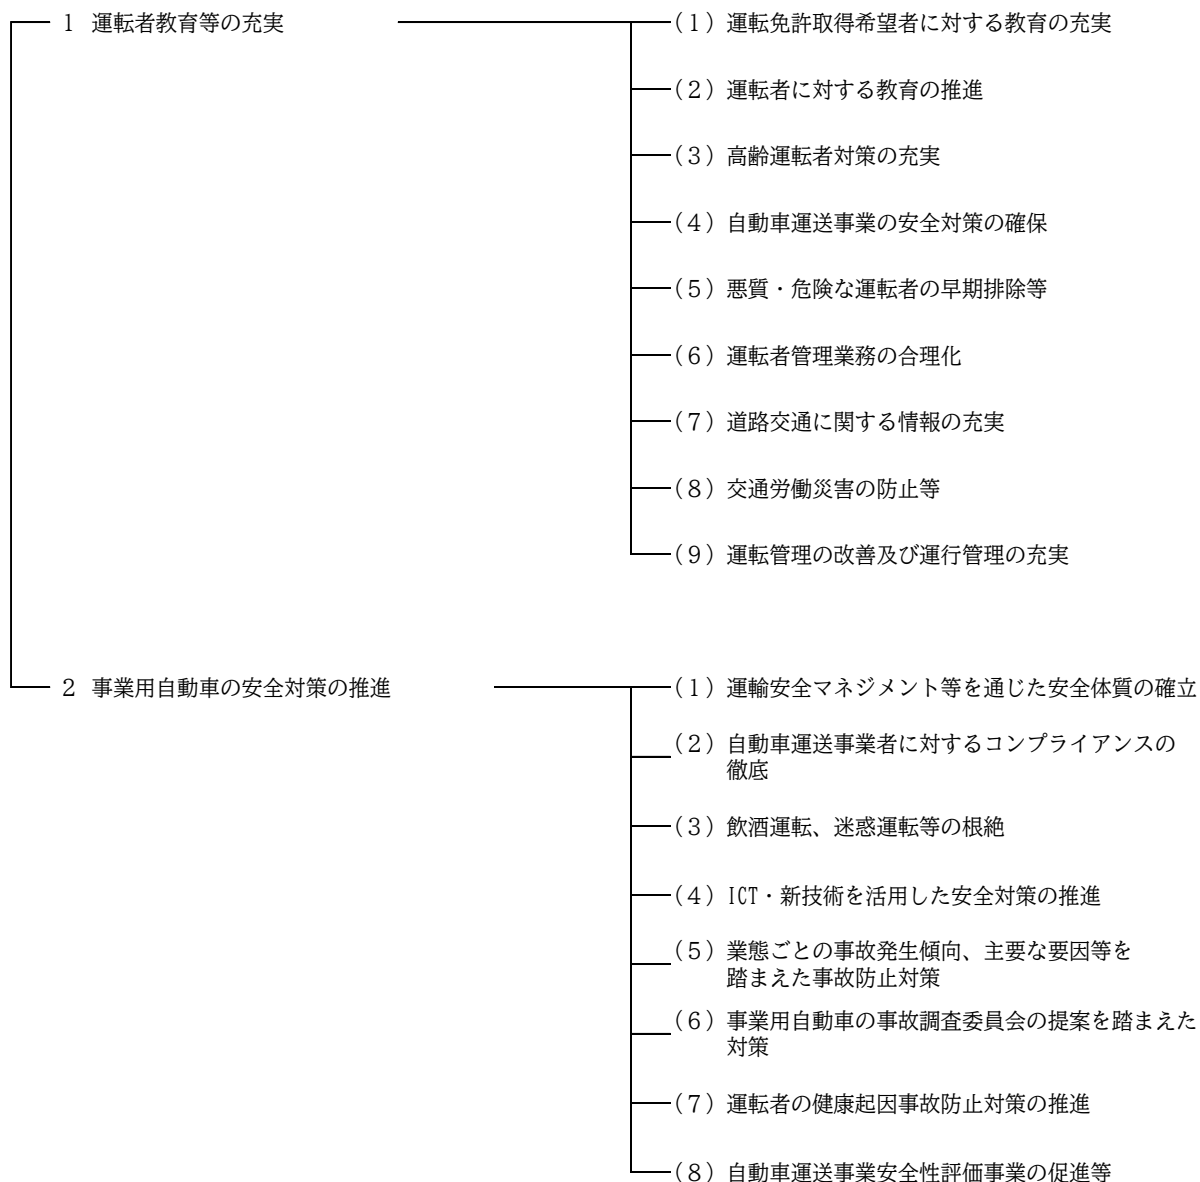 1 運転者教育等の充実
(1) 運転免許取得希望者に対する教育の充実
(2) 運転者に対する教育の推進
(3) 高齢運転者対策の充実
(4) 自動車運送事業の安全対策の確保
(5) 悪質・危険な運転者の早期排除等
(6) 運転者管理業務の合理化
(7) 道路交通に関する情報の充実
(8) 交通労働災害の防止等
(9) 運転管理の改善及び運行管理の充実
2 事業用自動車の安全対策の推進
(1) 運輸安全マネジメント等を通じた安全体質の確立
(2) 自動車運送事業者に対するコンプライアンスの
徹底
(3) 飲酒運転、迷惑運転等の根絶
(4) ICT・新技術を活用した安全対策の推進
(5) 業態ごとの事故発生傾向、主要な要因等を
踏まえた事故防止対策
(6) 事業用自動車の事故調査委員会の提案を踏まえた
対策
(7) 運転者の健康起因事故防止対策の推進
(8) 自動車運送事業安全性評価事業の促進等